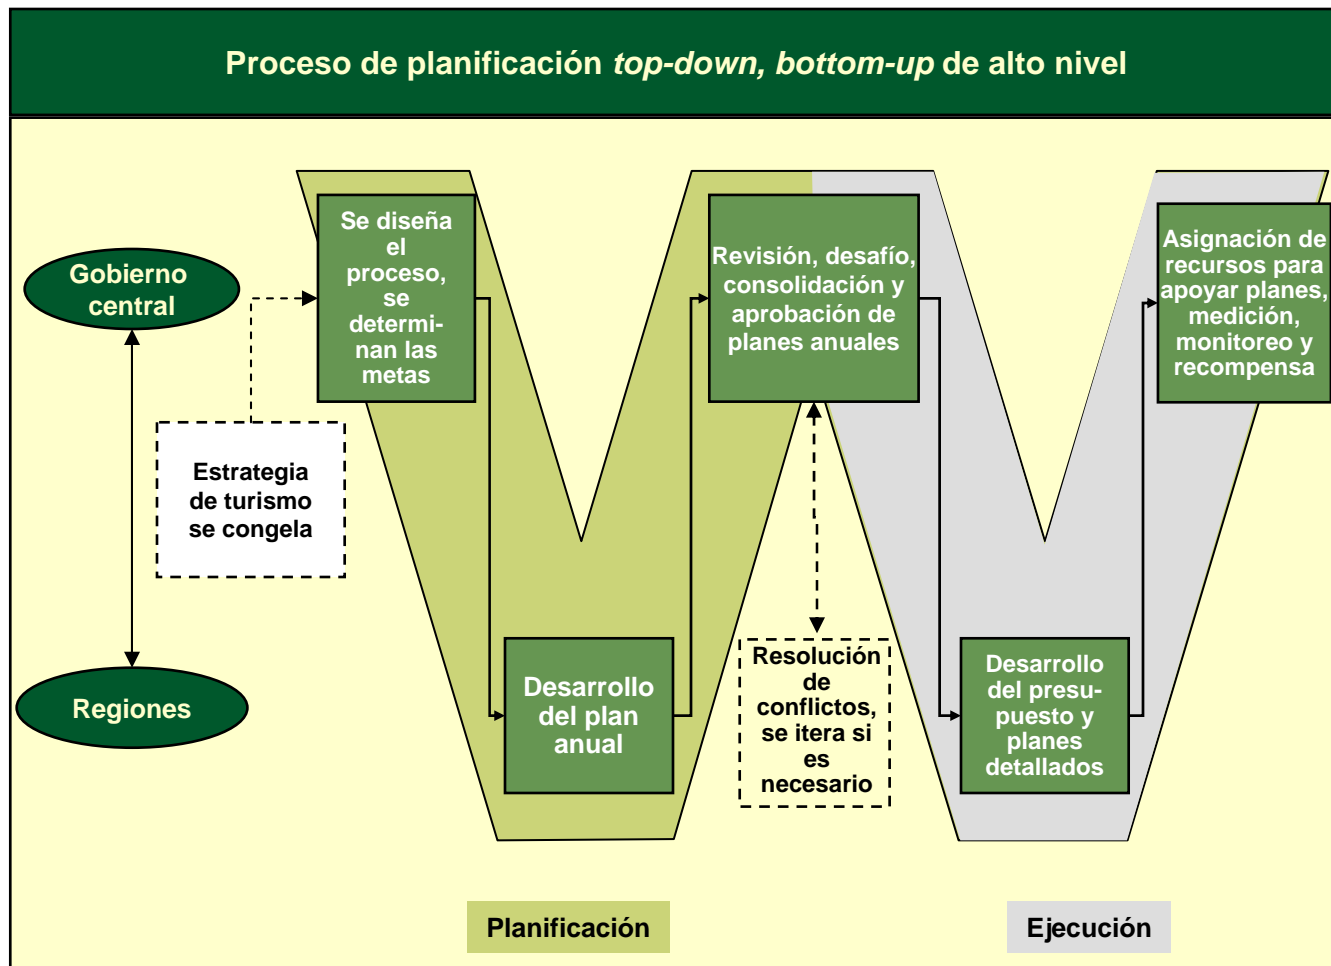 Proceso de planificación top-down, bottom-up de alto nivel
Gobierno
central
Regiones
Estrategia
de turismo
se congela
Se diseña
el
proceso,
se
determi-
nan las
metas
Desarrollo
del plan
anual
Revisión, desafío,
consolidación y
aprobación de
planes anuales
Resolución
de
conflictos,
se itera si
es
necesario
Desarrollo
del presu-
puesto y
planes
detallados
Asignación de
recursos para
apoyar planes,
medición,
monitoreo y
recompensa
Planificación
Ejecución